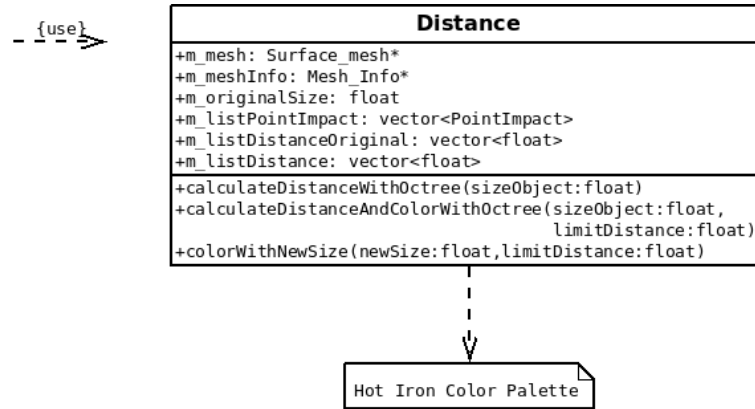 {use}
Distance
+m_mesh: Surface_mesh*
+m_meshInfo: Mesh_Info*
+m_originalSize: float
+m_listPointImpact: vector<PointImpact>
+m_listDistanceOriginal: vector<float>
+m_listDistance: vector<float>
+calculateDistanceWithOctree(sizeObject:float)
+calculateDistanceAndColorWithOctree(sizeObject:float,
limitDistance:float)
+colorWithNewSize(newSize:float,limitDistance:float)
Hot Iron Color Palette